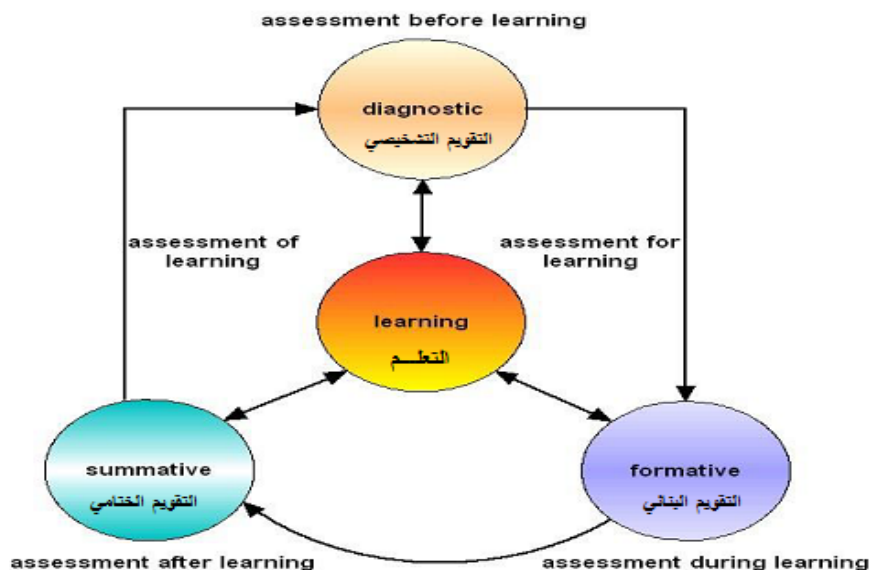 assessment before learning
diagnostic
التقويم التشخيصي
assessment of
learning
assessment for
learning
learning
التعلـــم
summative
التقويم الختامي
formative
التقويم البنائي
assessment after learning
assessment during learning